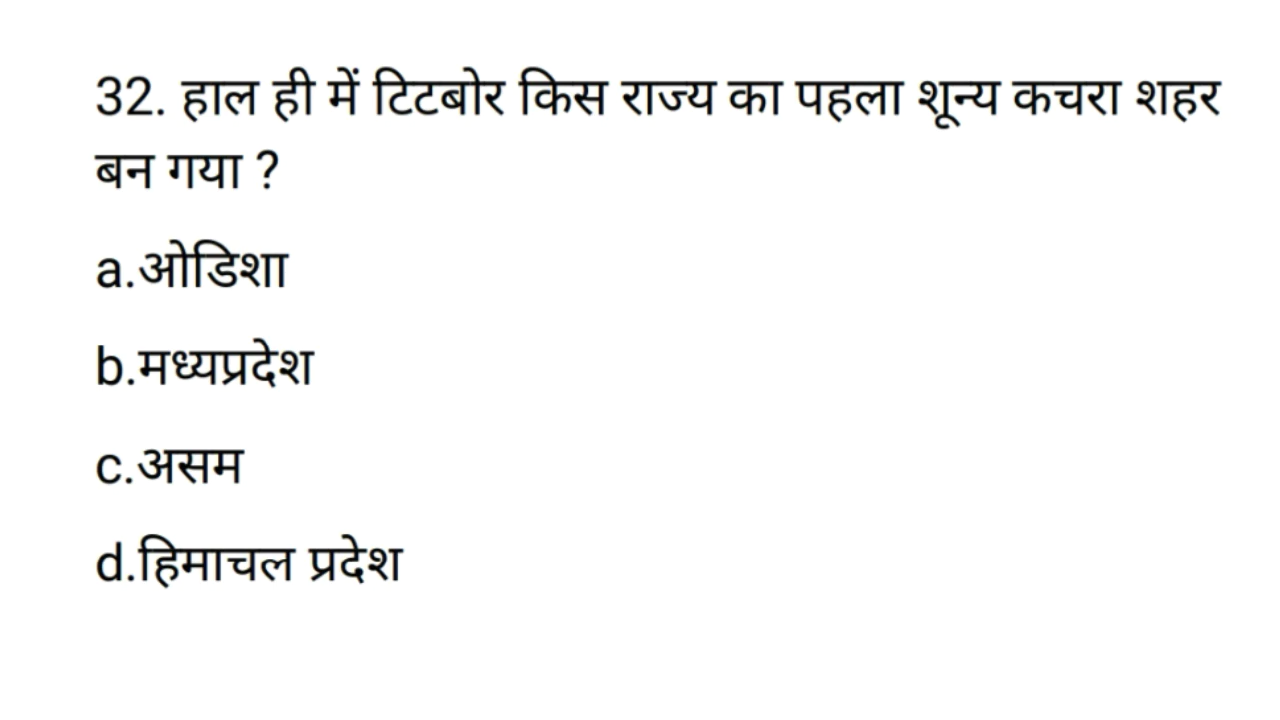 32. हाल ही में टिटबोर किस राज्य का पहला शून्य कचरा शहर
बन गया ?
a.ओडिशा
b.मध्यप्रदेश
c.असम
d.हिमाचल प्रदेश